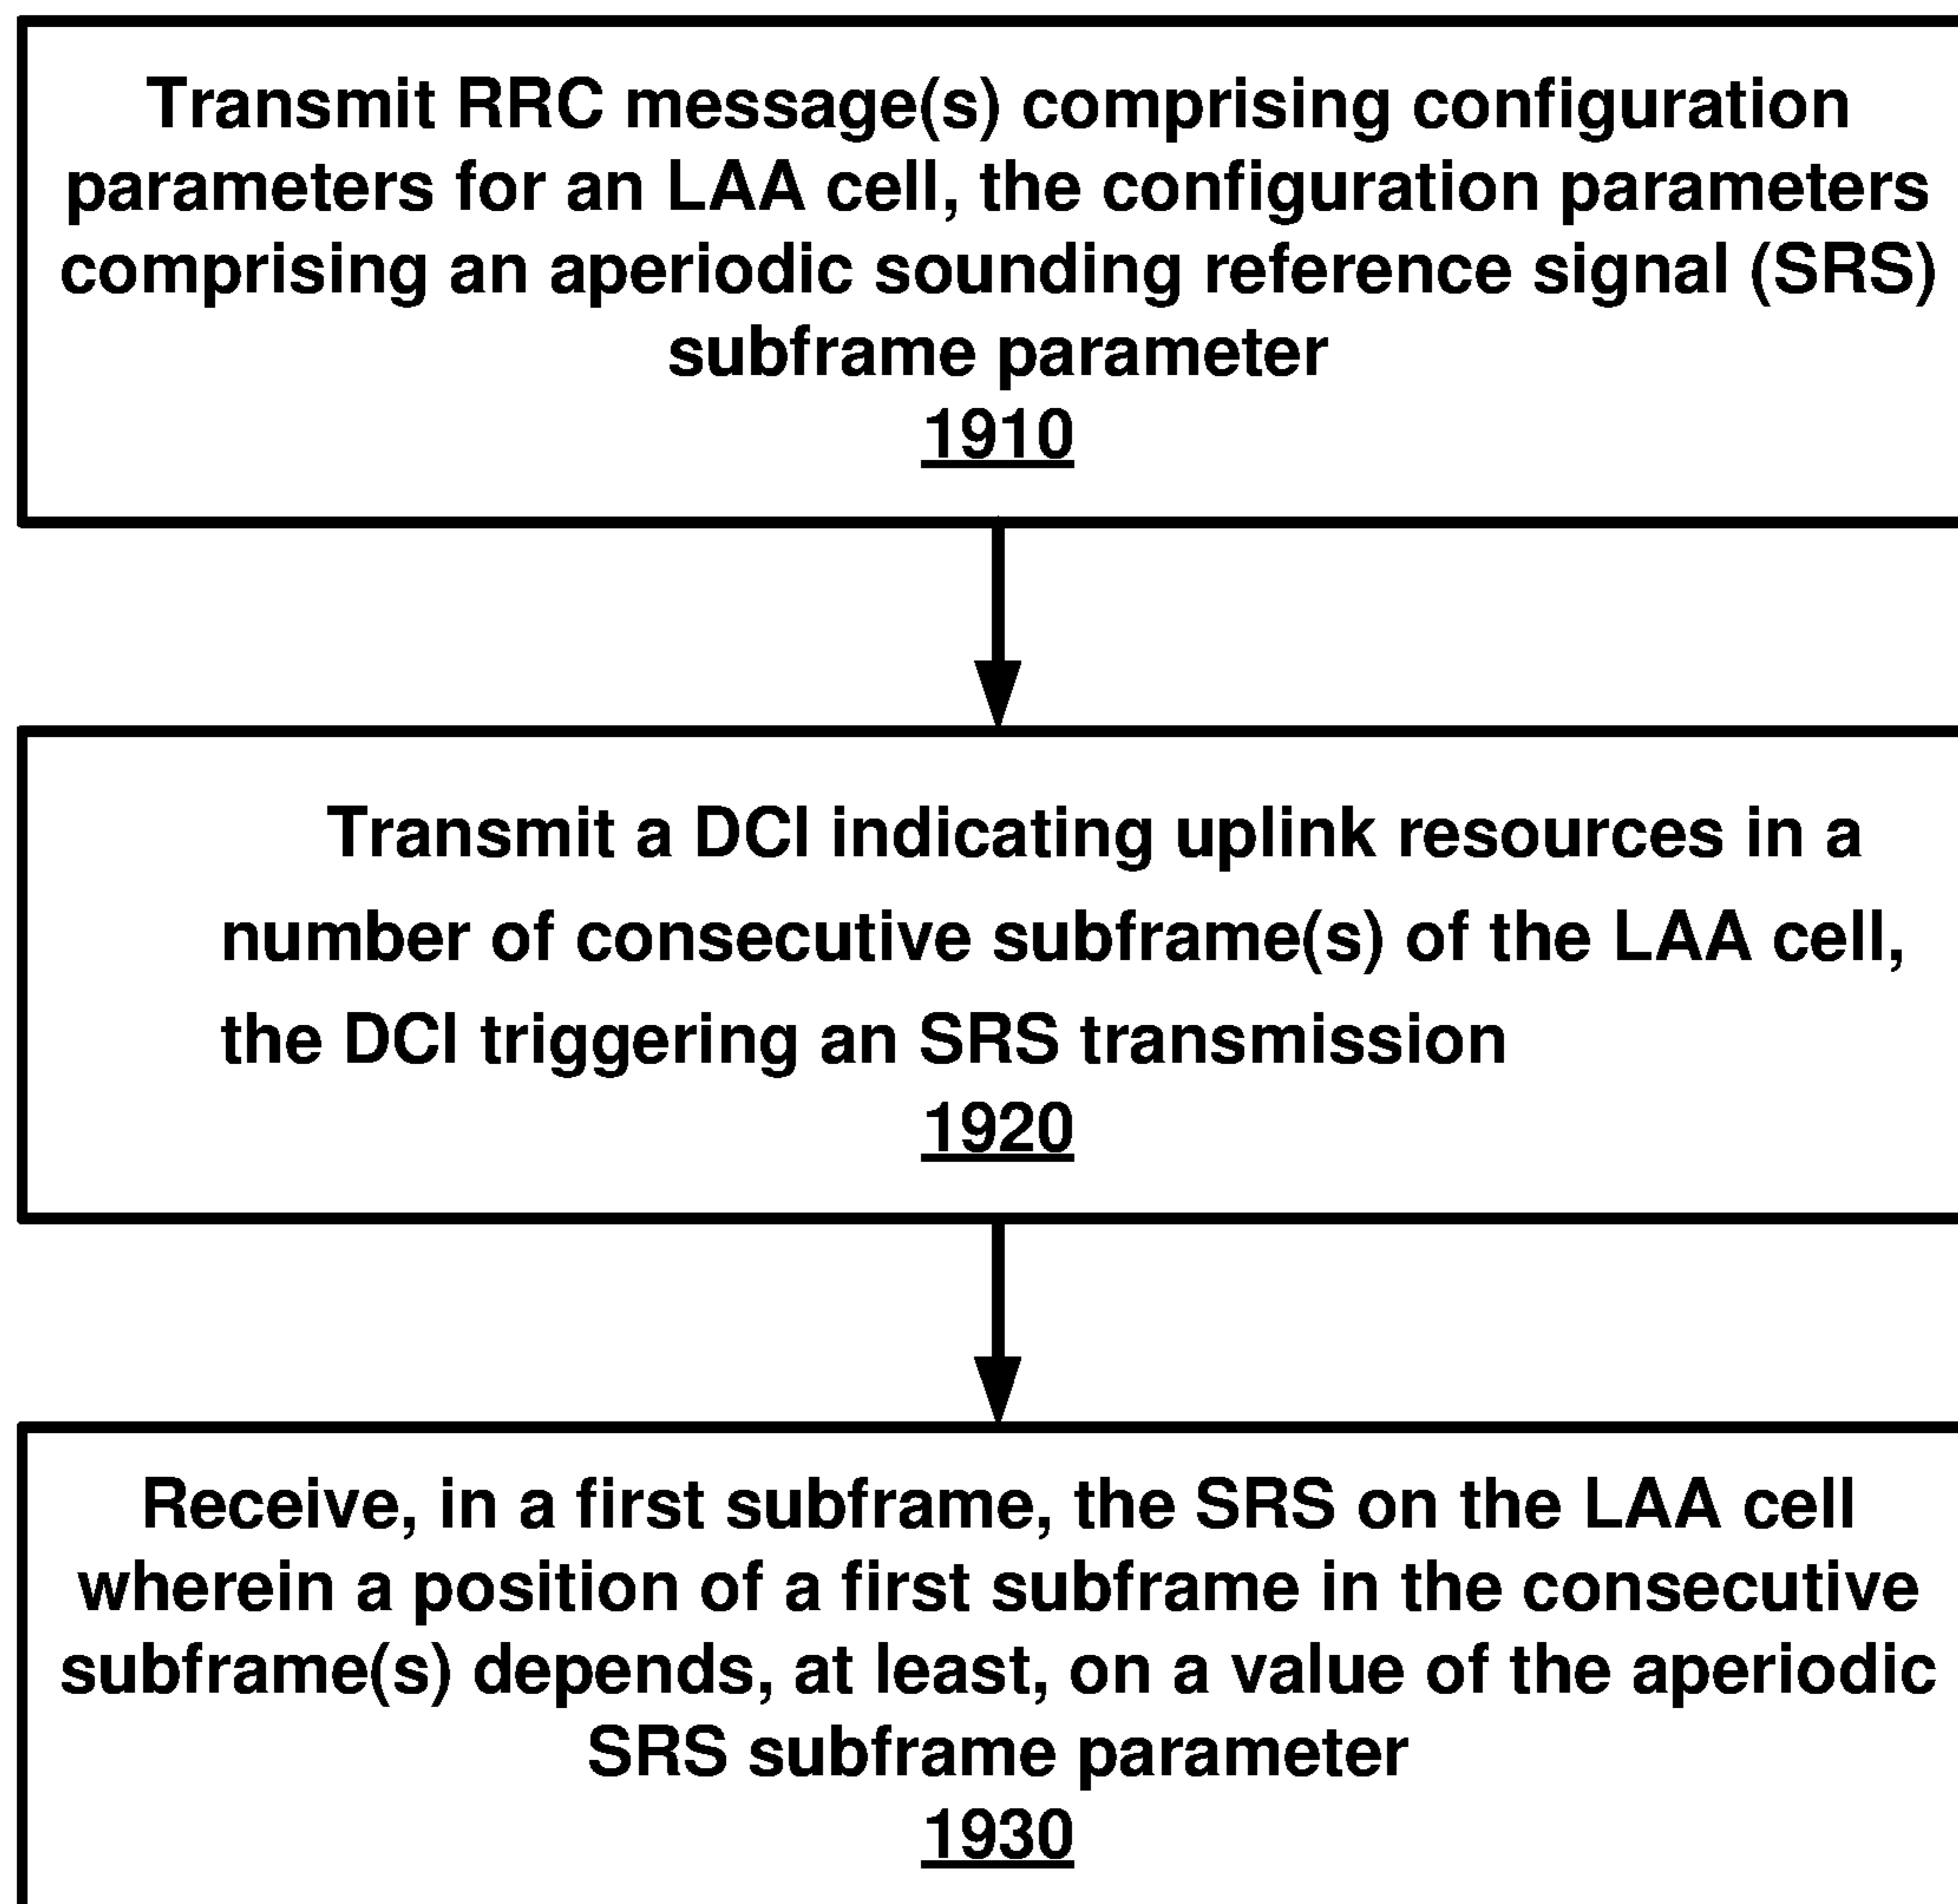 Transmit RRC message(s) comprising configuration
parameters for an LAA cell, the configuration parameters
comprising an aperiodic sounding reference signal (SRS)
subframe parameter
1910
Transmit a DCI indicating uplink resources in a
number of consecutive subframe(s) of the LAA cell,
the DCI triggering an SRS transmission
1920
Receive, in a first subframe, the SRS on the LAA cell
wherein a position of a first subframe in the consecutive
subframe(s) depends, at least, on a value of the aperiodic
SRS subframe parameter
1930